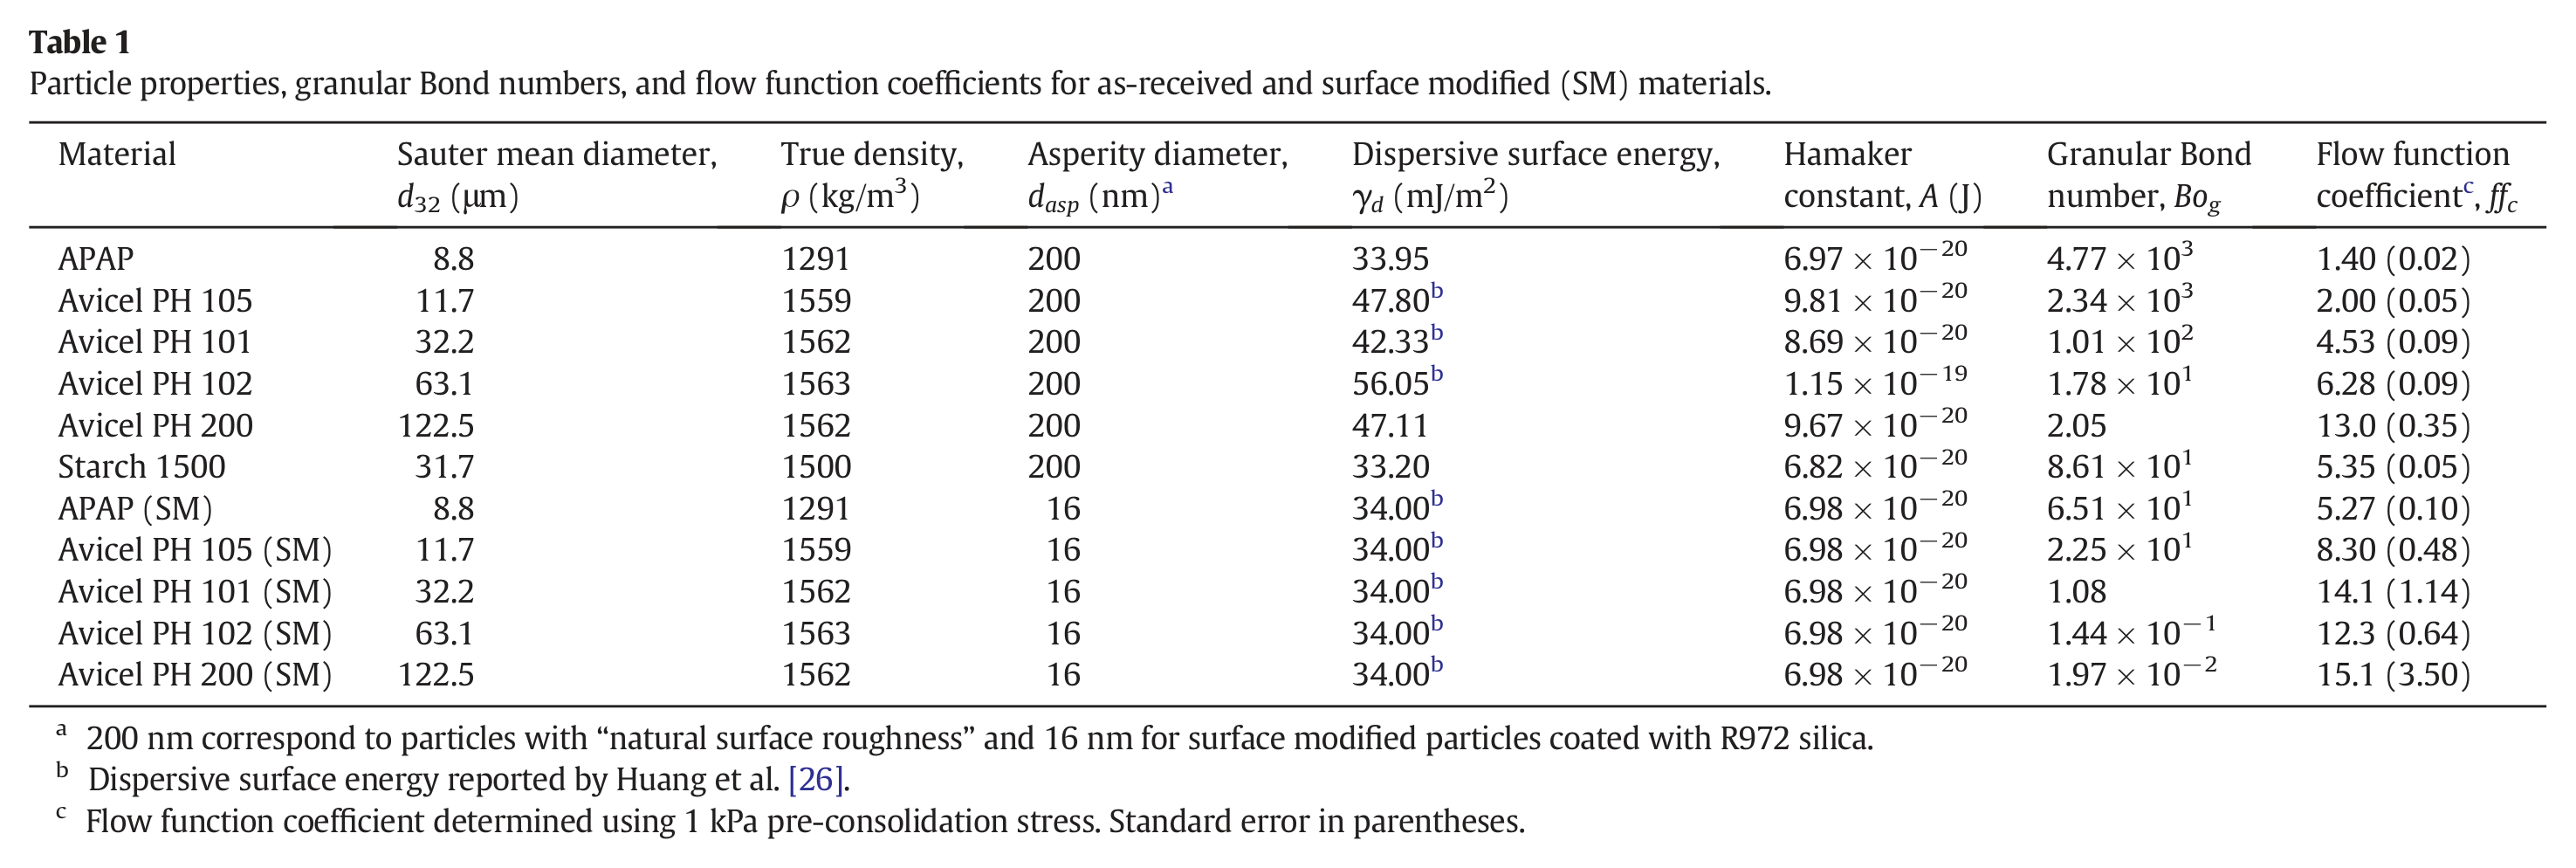 Table 1
Particle properties, granular Bond numbers, and flow function coefficients for as-received and surface modified (SM) materials.
Material Sauter mean diameter, True density, Asperity diameter, Dispersive surface energy, Hamaker Granular Bond Flow function
d32 (μm) ρ (kg/m³) dasp (nm)ᵃ γd (mJ/m²) constant, A (J) number, Bog coefficientᶜ, ffc
APAP 8.8 1291 200 33.95 6.97 × 10⁻²⁰ 4.77 × 10³ 1.40 (0.02)
Avicel PH 105 11.7 1559 200 47.80ᵇ 9.81 × 10⁻²⁰ 2.34 × 10³ 2.00 (0.05)
Avicel PH 101 32.2 1562 200 42.33ᵇ 8.69 × 10⁻²⁰ 1.01 × 10² 4.53 (0.09)
Avicel PH 102 63.1 1563 200 56.05ᵇ 1.15 × 10⁻¹⁹ 1.78 × 10¹ 6.28 (0.09)
Avicel PH 200 122.5 1562 200 47.11 9.67 × 10⁻²⁰ 2.05 13.0 (0.35)
Starch 1500 31.7 1500 200 33.20 6.82 × 10⁻²⁰ 8.61 × 10¹ 5.35 (0.05)
APAP (SM) 8.8 1291 16 34.00ᵇ 6.98 × 10⁻²⁰ 6.51 × 10¹ 5.27 (0.10)
Avicel PH 105 (SM) 11.7 1559 16 34.00ᵇ 6.98 × 10⁻²⁰ 2.25 × 10¹ 8.30 (0.48)
Avicel PH 101 (SM) 32.2 1562 16 34.00ᵇ 6.98 × 10⁻²⁰ 1.08 14.1 (1.14)
Avicel PH 102 (SM) 63.1 1563 16 34.00ᵇ 6.98 × 10⁻²⁰ 1.44 × 10⁻¹ 12.3 (0.64)
Avicel PH 200 (SM) 122.5 1562 16 34.00ᵇ 6.98 × 10⁻²⁰ 1.97 × 10⁻² 15.1 (3.50)
ᵃ 200 nm correspond to particles with “natural surface roughness” and 16 nm for surface modified particles coated with R972 silica.
ᵇ Dispersive surface energy reported by Huang et al. [26].
ᶜ Flow function coefficient determined using 1 kPa pre-consolidation stress. Standard error in parentheses.